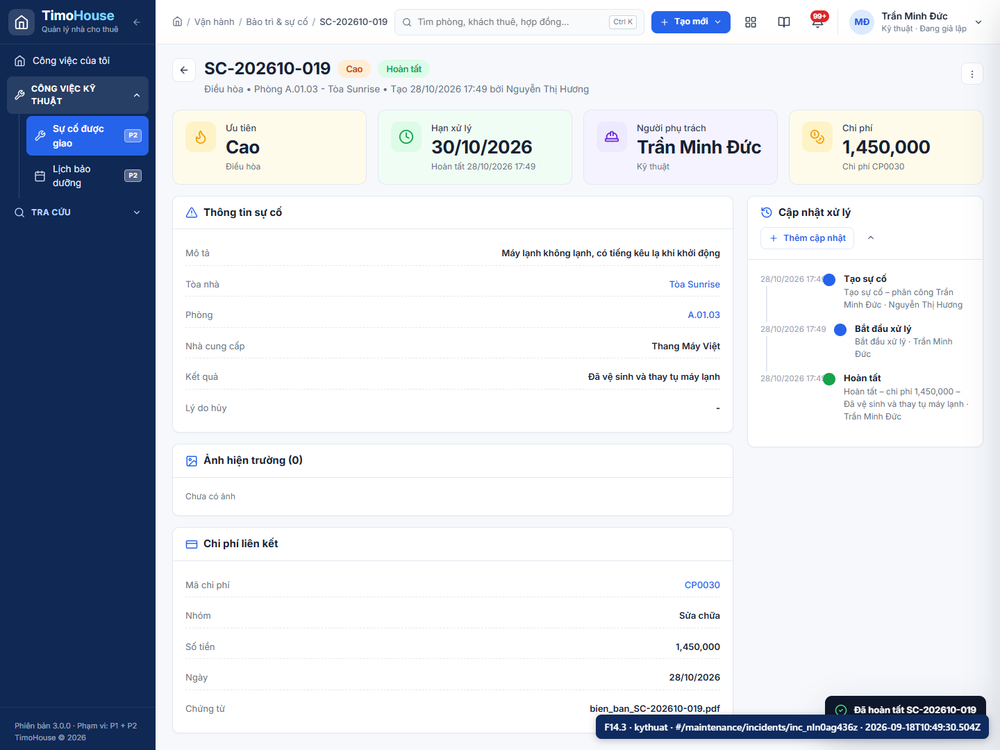 TimoHouse
Quản lý nhà cho thuê
Công việc của tôi
CÔNG VIỆC KỸ
THUẬT
Sự cố được
giao
P2
Lịch bảo
dưỡng
P2
TRA CỨU
Phiên bản 3.0.0 · Phạm vi: P1 + P2
TimoHouse © 2026
/ Vận hành / Bảo trì & sự cố / SC-202610-019
Tìm phòng, khách thuê, hợp đồng...
Ctrl K
Tạo mới
99+
MĐ
Trần Minh Đức
Kỹ thuật · Đang giả lập
SC-202610-019
Cao
Hoàn tất
Điều hòa • Phòng A.01.03 - Tòa Sunrise • Tạo 28/10/2026 17:49 bởi Nguyễn Thị Hương
Ưu tiên
Cao
Điều hòa
Hạn xử lý
30/10/2026
Hoàn tất 28/10/2026 17:49
Người phụ trách
Trần Minh Đức
Kỹ thuật
Chi phí
1,450,000
Chi phí CP0030
Thông tin sự cố
Mô tả
Máy lạnh không lạnh, có tiếng kêu lạ khi khởi động
Tòa nhà
Tòa Sunrise
Phòng
A.01.03
Nhà cung cấp
Thang Máy Việt
Kết quả
Đã vệ sinh và thay tụ máy lạnh
Lý do hủy
-
Ảnh hiện trường (0)
Chưa có ảnh
Chi phí liên kết
Mã chi phí
CP0030
Nhóm
Sửa chữa
Số tiền
1,450,000
Ngày
28/10/2026
Chứng từ
bien_ban_SC-202610-019.pdf
Cập nhật xử lý
Thêm cập nhật
28/10/2026 17:49
Tạo sự cố
Tạo sự cố – phân công Trần
Minh Đức · Nguyễn Thị Hương
28/10/2026 17:49
Bắt đầu xử lý
Bắt đầu xử lý · Trần Minh
Đức
28/10/2026 17:49
Hoàn tất
Hoàn tất – chi phí 1,450,000 –
Đã vệ sinh và thay tụ máy lạnh ·
Trần Minh Đức
Đã hoàn tất SC-202610-019
F14.3 · kythuat · #/maintenance/incidents/inc_nln0ag436z · 2026-09-18T10:49:30.504Z